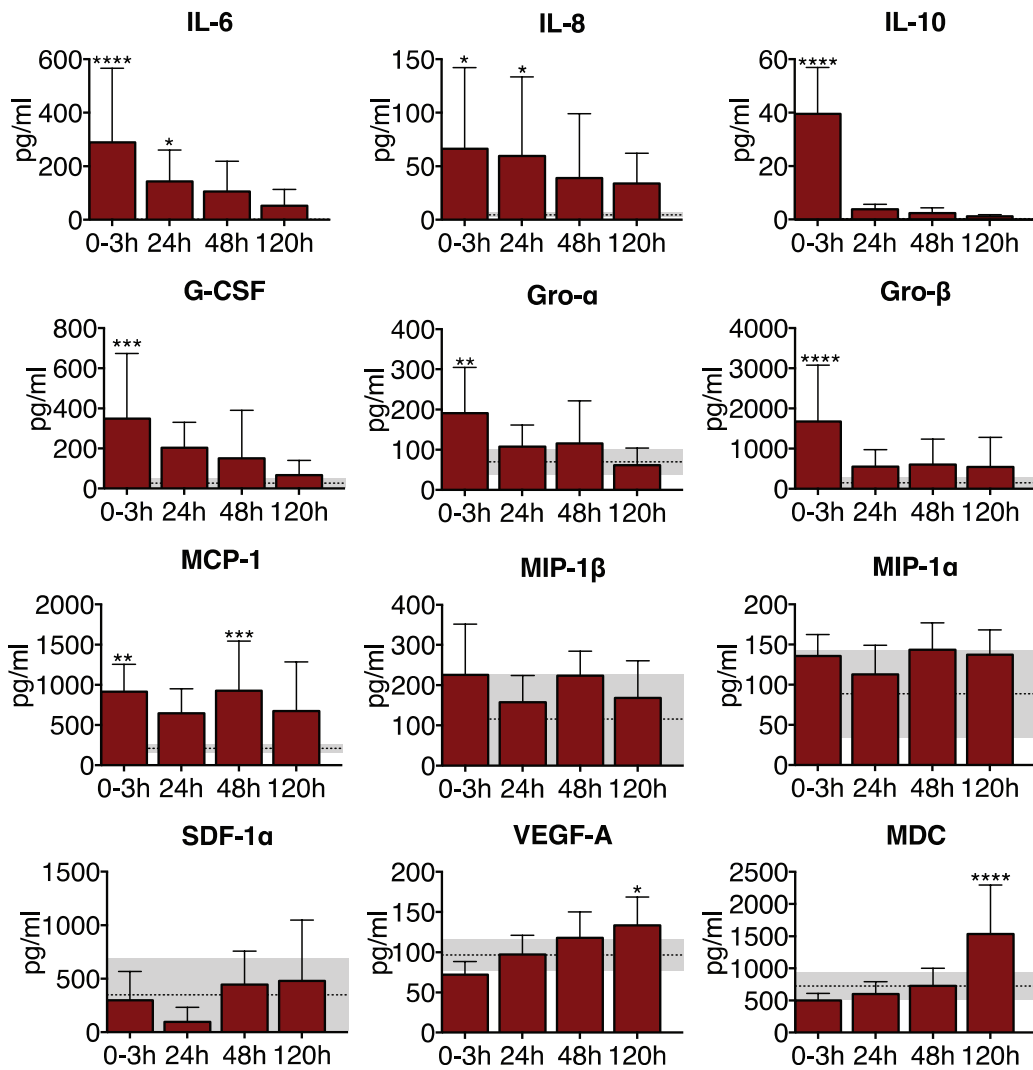 IL-6
****
*
600
400
200
0
pg/ml
0-3h 24h 48h 120h
IL-8
*
*
150
100
50
0
pg/ml
0-3h 24h 48h 120h
IL-10
****
60
40
20
0
pg/ml
0-3h 24h 48h 120h
G-CSF
***
800
600
400
200
0
pg/ml
0-3h 24h 48h 120h
Gro-α
**
400
300
200
100
0
pg/ml
0-3h 24h 48h 120h
Gro-β
****
4000
3000
2000
1000
0
pg/ml
0-3h 24h 48h 120h
MCP-1
**
***
2000
1500
1000
500
0
pg/ml
0-3h 24h 48h 120h
MIP-1β
400
300
200
100
0
pg/ml
0-3h 24h 48h 120h
MIP-1α
200
150
100
50
0
pg/ml
0-3h 24h 48h 120h
SDF-1α
1500
1000
500
0
pg/ml
0-3h 24h 48h 120h
VEGF-A
*
200
150
100
50
0
pg/ml
0-3h 24h 48h 120h
MDC
****
2500
2000
1500
1000
500
0
pg/ml
0-3h 24h 48h 120h